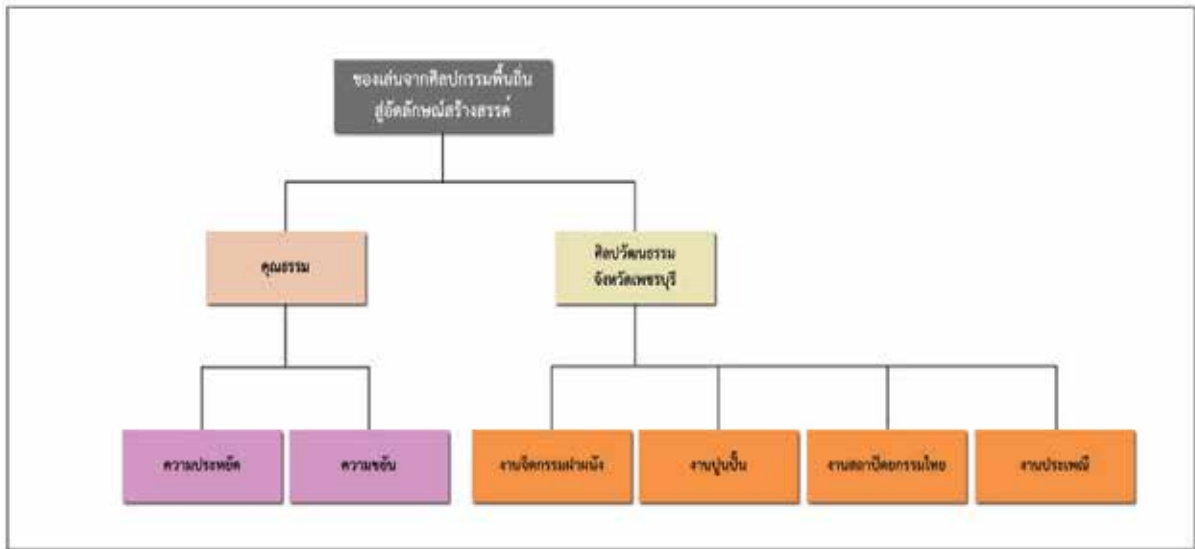 ของเล่นจากศิลปกรรมพื้นถิ่น
สู่อัตลักษณ์สร้างสรรค์
คุณธรรม
ศิลปวัฒนธรรม
จังหวัดเพชรบุรี
ความประหยัด
ความขยัน
งานจิตกรรมฝาผนัง
งานปูนปั้น
งานสถาปัตยกรรมไทย
งานประเพณี